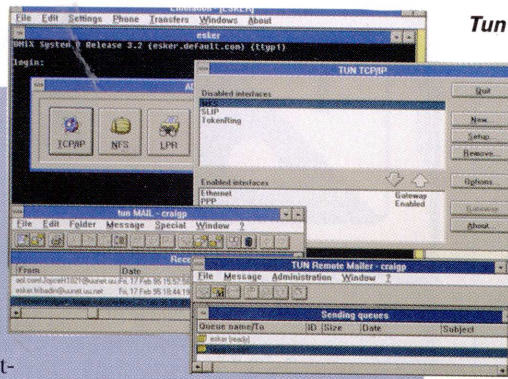 Tun
Emulation - [ESKER]
File Edit Settings Phone Transfers Windows About
esker
UNIX System V Release 3.2 (esker.default.com) (ttyp1)
login:
TUN TCP/IP
Disabled interfaces
SLIP
TokenRing
Quit
New...
Setup...
Remove...
Options...
Gateway
About...
TCP/IP
NFS
LPR
Enabled interfaces
Ethernet
PPP
Gateway
Enabled
tun MAIL - craigp
File Edit Folder Message Special Window ?
From Date
Fri, 17 Feb 95
Fri, 17 Feb 95
TUN Remote Mailer - craigp
File Message Administration Window ?
Sending queues
Queue name/To ID Size Date Subject
esker (ready)
t-